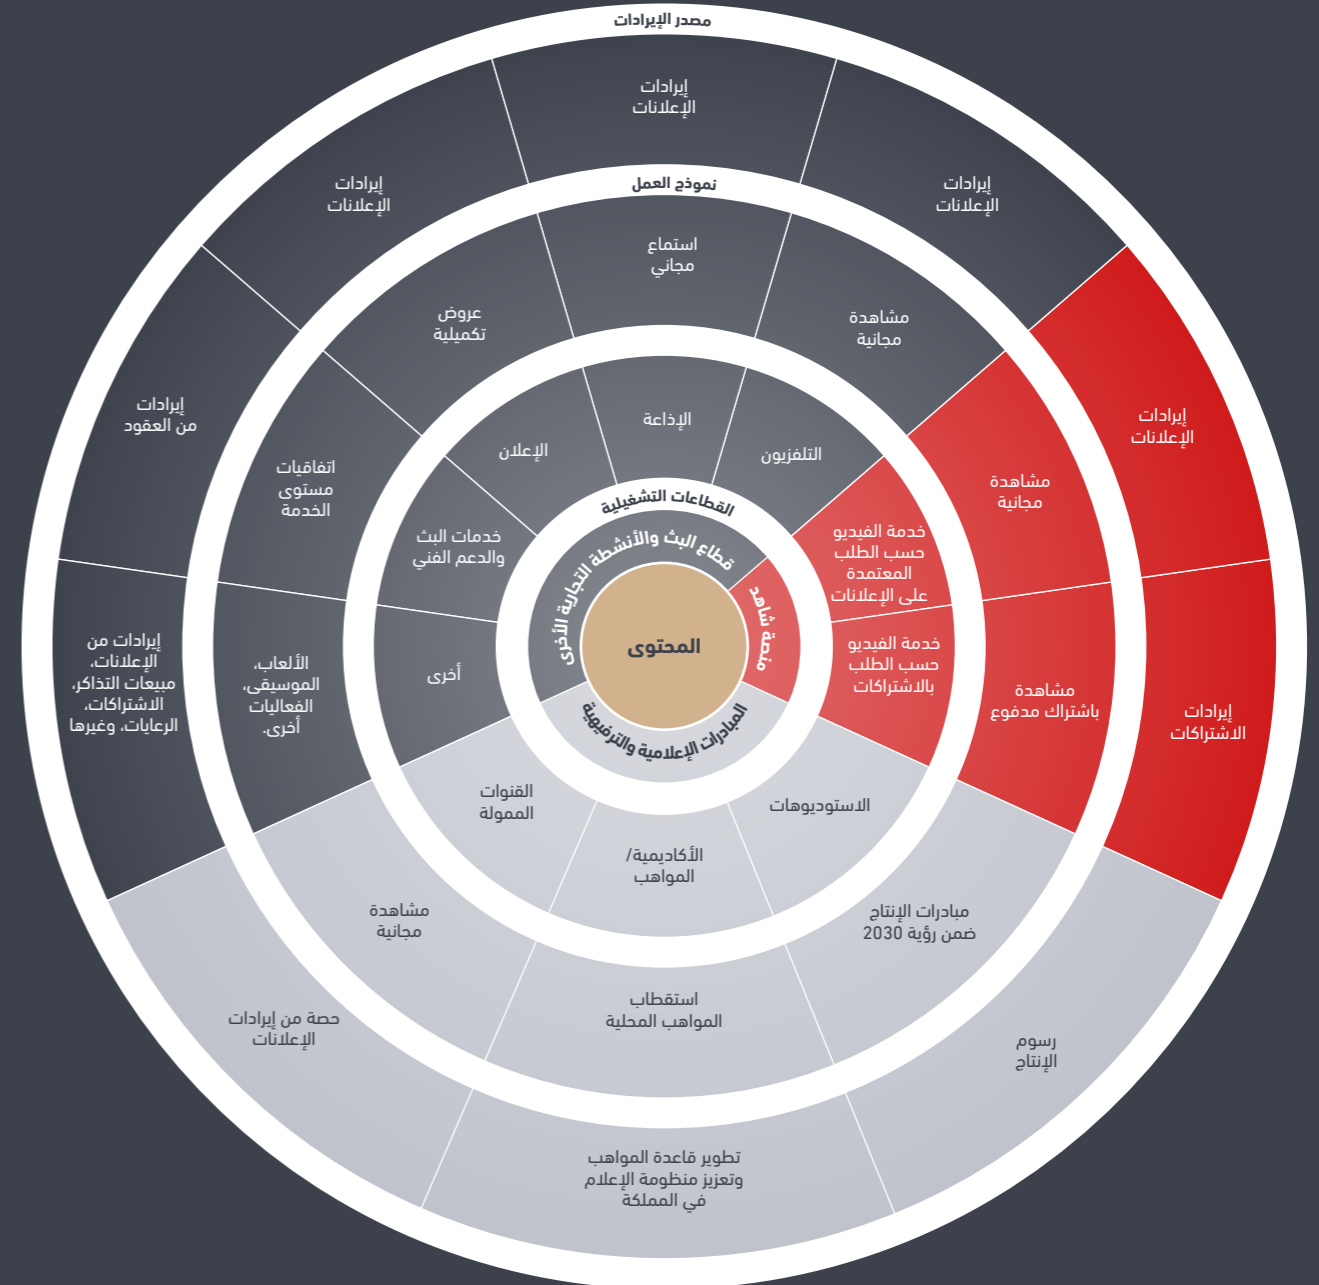 مصدر الإيرادات
إيرادات
الإعلانات
إيرادات
الإعلانات
إيرادات
الإعلانات
إيرادات
الاشتراكات
رسوم
الإنتاج
تطوير قاعدة المواهب
وتعزيز منظومة الإعلام
في المملكة
حصة من إيرادات
الإعلانات
إيرادات من
الإعلانات،
مبيعات التذاكر،
الاشتراكات،
الرعايات، وغيرها
إيرادات
من العقود
إيرادات
الإعلانات
نموذج العمل
استماع
مجاني
مشاهدة
مجانية
مشاهدة
مجانية
مشاهدة
باشتراك مدفوع
مبادرات الإنتاج
ضمن رؤية 2030
استقطاب
المواهب المحلية
مشاهدة
مجانية
الألعاب،
الموسيقى،
الفعاليات
أخرى.
اتفاقيات
مستوى
الخدمة
عروض
تكميلية
القطاعات التشغيلية
الإذاعة
التلفزيون
خدمة الفيديو
حسب الطلب
المعتمدة
على الإعلانات
خدمة الفيديو
حسب الطلب
بالاشتراكات
الاستوديوهات
الأكاديمية/
المواهب
القنوات
الممولة
أخرى
خدمات البث
والدعم الفني
الإعلان
قطاع البث والأنشطة التجارية الأخرى
منصة شاهد
المبادرات الإعلامية والترفيهية
المحتوى